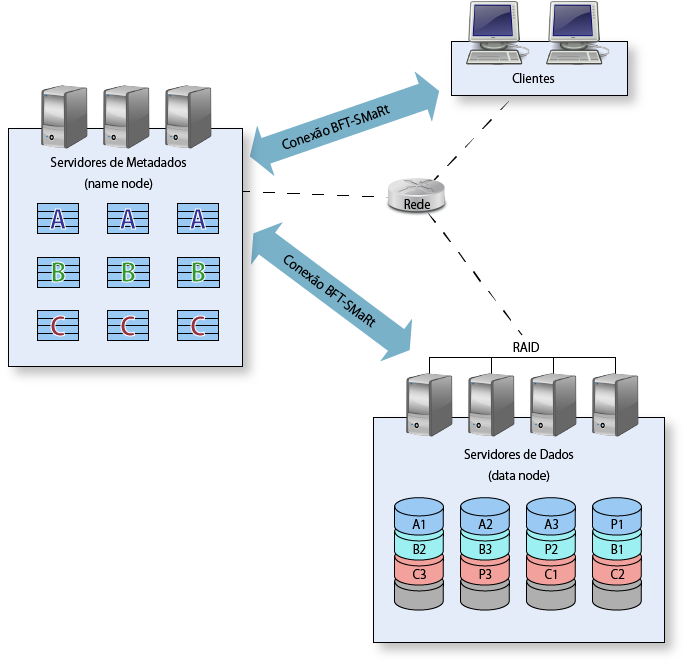 Clientes
Conexão BFT-SMaRt
Servidores de Metadados
(name node)
A A A
B B B
C C C
Rede
Conexão BFT-SMaRt
RAID
Servidores de Dados
(data node)
A1 A2 A3 P1
B2 B3 P2 B1
C3 P3 C1 C2